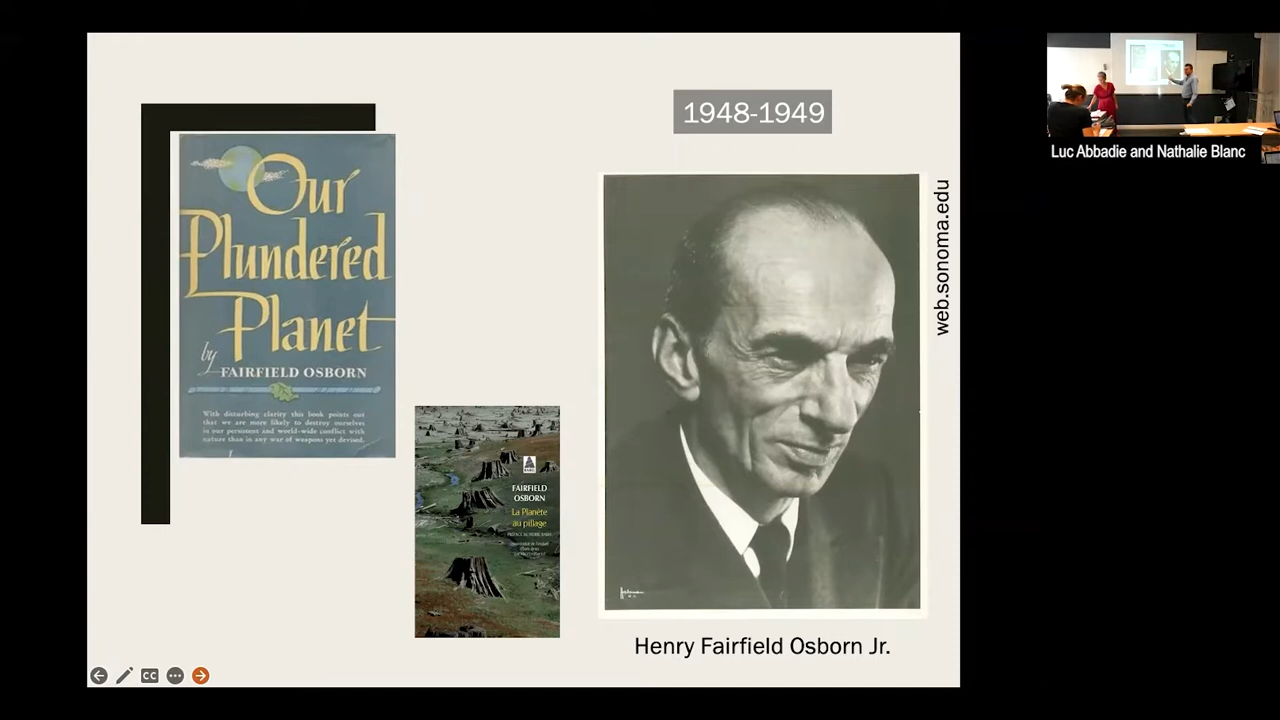 Our
Plundered
Planet
by
FAIRFIELD OSBORN
With disturbing clarity this book points out
that we are more likely to destroy ourselves
in our persistent and world-wide conflict with
nature than in any war of weapons yet devised.
FAIRFIELD
OSBORN
La Planète
au pillage
1948-1949
web.sonoma.edu
Henry Fairfield Osborn Jr.
CC
Luc Abbadie and Nathalie Blanc